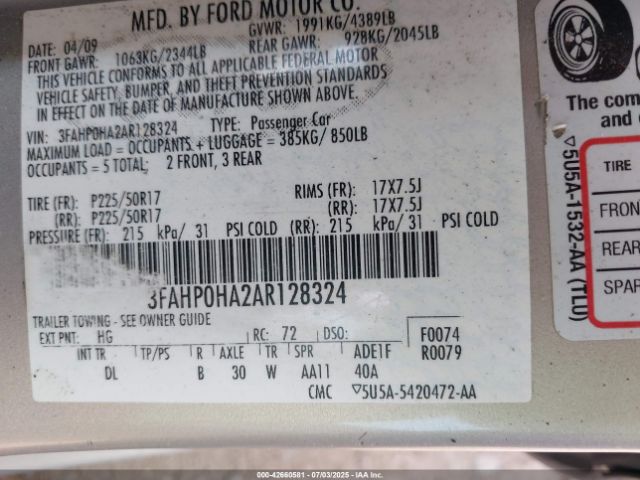 MFD. BY FORD MOTOR CO.
DATE: 04/09
GVWR: 1991KG/4389LB
FRONT GAWR: 1063KG/2344LB
REAR GAWR: 928KG/2045LB
THIS VEHICLE CONFORMS TO ALL APPLICABLE FEDERAL MOTOR
VEHICLE SAFETY, BUMPER, AND THEFT PREVENTION STANDARDS
IN EFFECT ON THE DATE OF MANUFACTURE SHOWN ABOVE.
VIN: 3FAHP0HA2AR128324
TYPE: Passenger Car
MAXIMUM LOAD = OCCUPANTS + LUGGAGE = 385KG/ 850LB
OCCUPANTS = 5 TOTAL; 2 FRONT, 3 REAR
TIRE (FR): P225/50R17
RIMS (FR): 17X7.5J
(RR): P225/50R17
(RR): 17X7.5J
PRESSURE (FR): 215 kPa/ 31 PSI COLD (RR): 215 kPa/ 31 PSI COLD
3FAHP0HA2AR128324
TRAILER TOWING - SEE OWNER GUIDE
EXT PNT: HG RC: 72 DSO: F0074
R0079
INT TR TP/PS R AXLE TR SPR ADE1F
DL B 30 W AA11 40A
CMC ▽5U5A-5420472-AA
The com
and c
▽5U5A-1532-AA (TLU)
TIRE
FRON
REAR
SPAR
000-42660581 - 07/03/2025 - IAAI.com